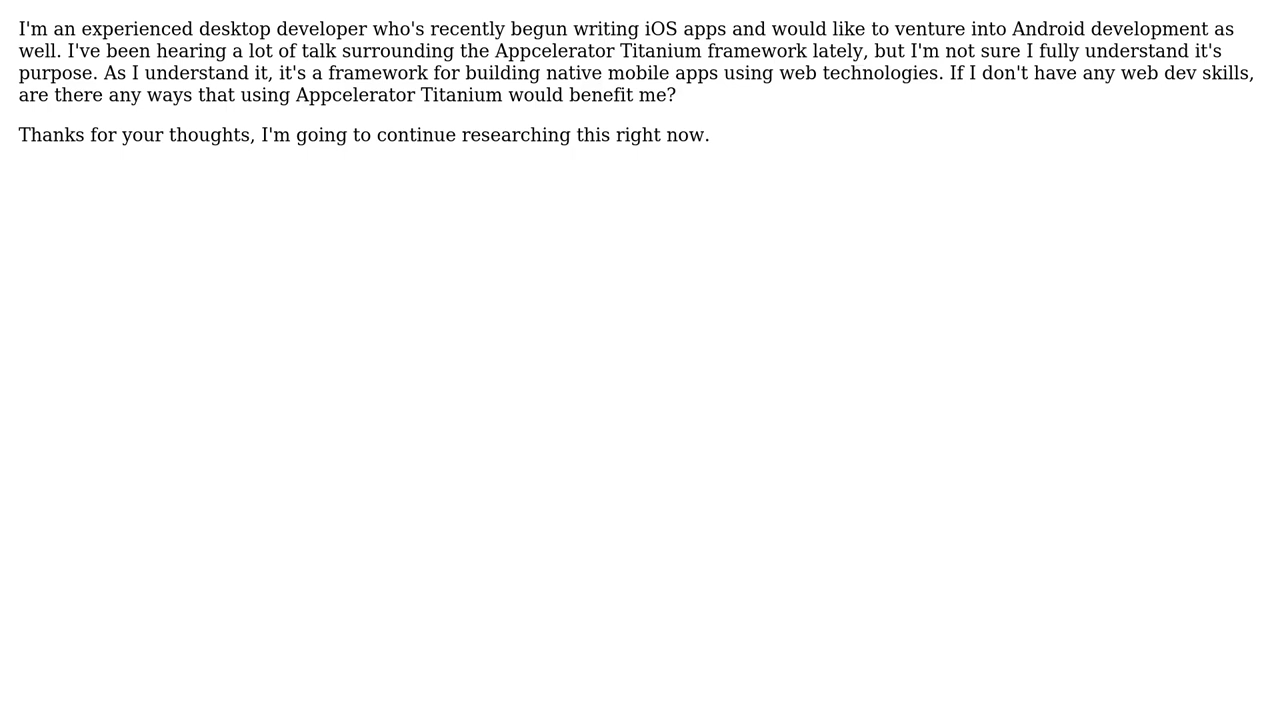 I'm an experienced desktop developer who's recently begun writing iOS apps and would like to venture into Android development as
well. I've been hearing a lot of talk surrounding the Appcelerator Titanium framework lately, but I'm not sure I fully understand it's
purpose. As I understand it, it's a framework for building native mobile apps using web technologies. If I don't have any web dev skills,
are there any ways that using Appcelerator Titanium would benefit me?
Thanks for your thoughts, I'm going to continue researching this right now.